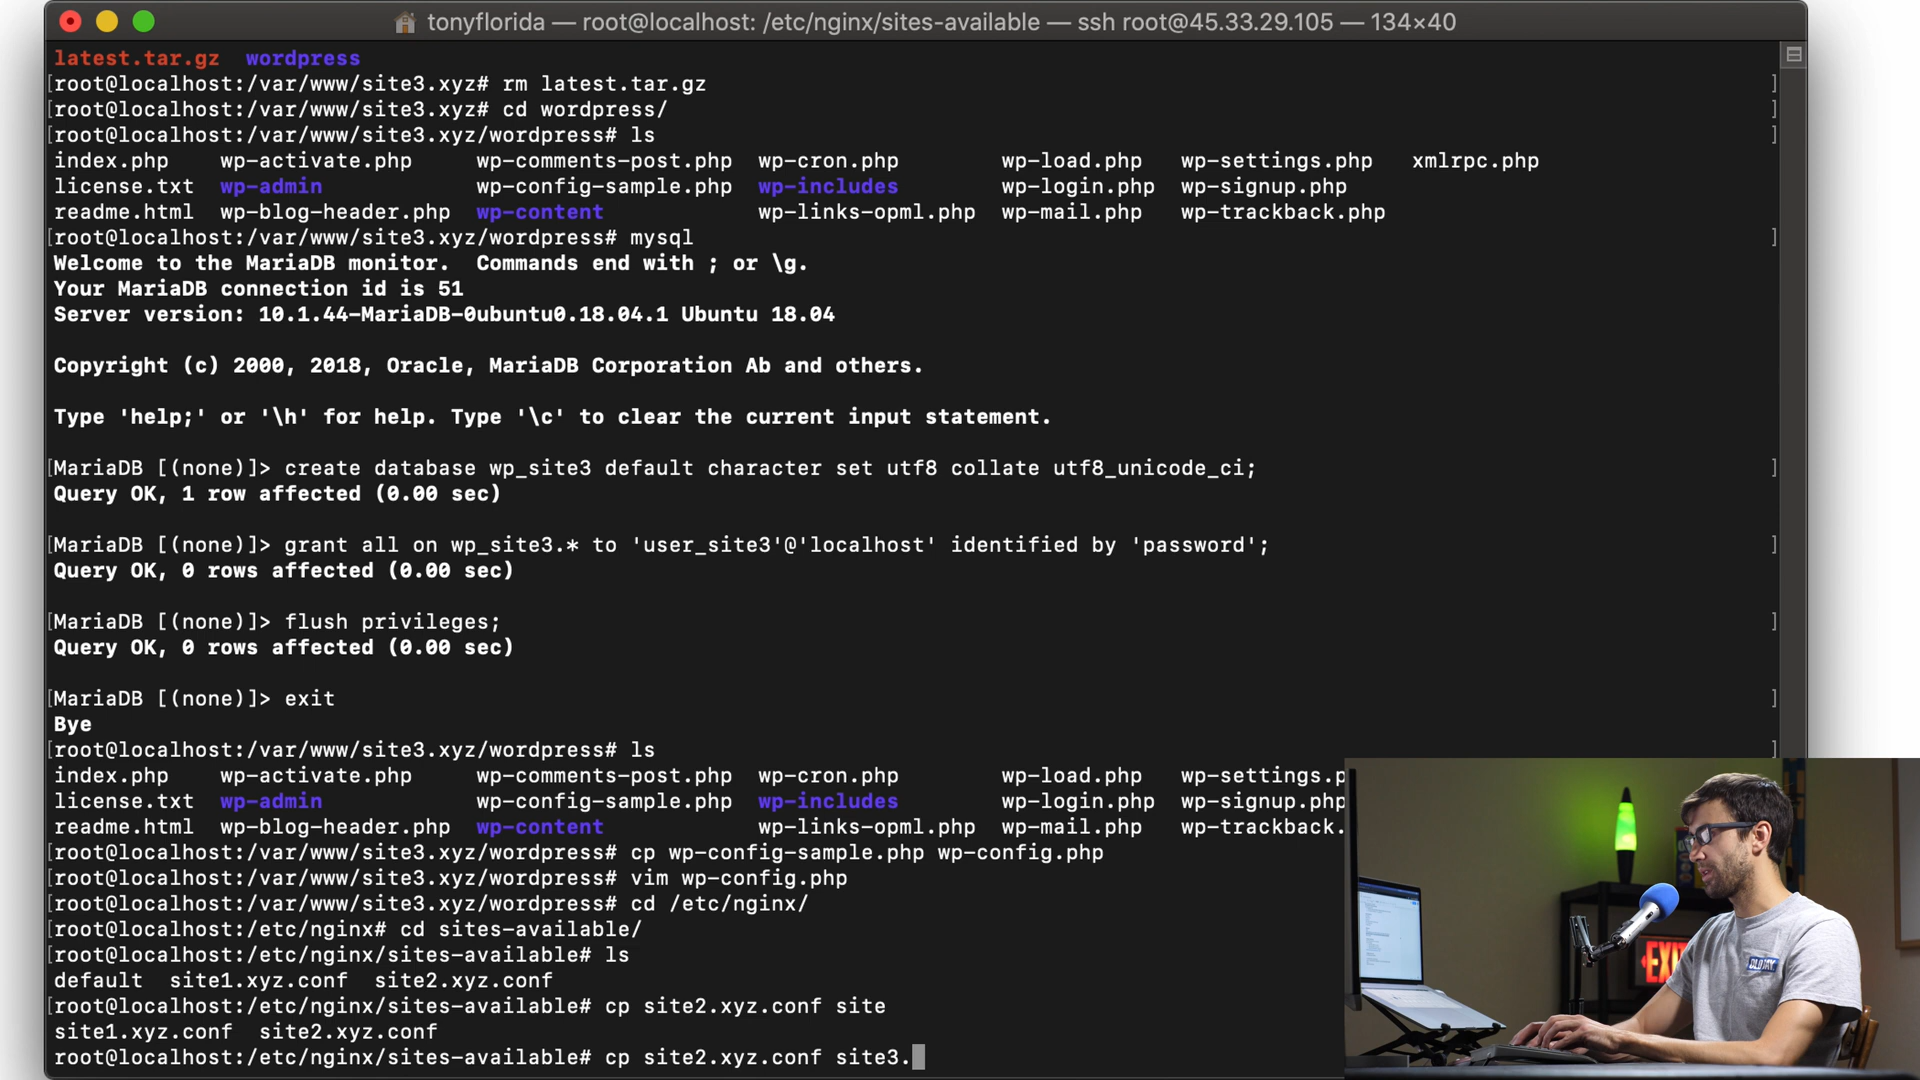 tonyflorida — root@localhost: /etc/nginx/sites-available — ssh root@45.33.29.105 — 134×40
latest.tar.gz  wordpress
[root@localhost:/var/www/site3.xyz# rm latest.tar.gz ]
[root@localhost:/var/www/site3.xyz# cd wordpress/ ]
[root@localhost:/var/www/site3.xyz/wordpress# ls ]
index.php    wp-activate.php     wp-comments-post.php  wp-cron.php        wp-load.php   wp-settings.php   xmlrpc.php
license.txt  wp-admin            wp-config-sample.php  wp-includes        wp-login.php  wp-signup.php
readme.html  wp-blog-header.php  wp-content            wp-links-opml.php  wp-mail.php   wp-trackback.php
[root@localhost:/var/www/site3.xyz/wordpress# mysql ]
Welcome to the MariaDB monitor.  Commands end with ; or \g.
Your MariaDB connection id is 51
Server version: 10.1.44-MariaDB-0ubuntu0.18.04.1 Ubuntu 18.04
Copyright (c) 2000, 2018, Oracle, MariaDB Corporation Ab and others.
Type 'help;' or '\h' for help. Type '\c' to clear the current input statement.
[MariaDB [(none)]> create database wp_site3 default character set utf8 collate utf8_unicode_ci; ]
Query OK, 1 row affected (0.00 sec)
[MariaDB [(none)]> grant all on wp_site3.* to 'user_site3'@'localhost' identified by 'password'; ]
Query OK, 0 rows affected (0.00 sec)
[MariaDB [(none)]> flush privileges; ]
Query OK, 0 rows affected (0.00 sec)
[MariaDB [(none)]> exit ]
Bye
[root@localhost:/var/www/site3.xyz/wordpress# ls ]
index.php    wp-activate.php     wp-comments-post.php  wp-cron.php        wp-load.php   wp-settings.p
license.txt  wp-admin            wp-config-sample.php  wp-includes        wp-login.php  wp-signup.php
readme.html  wp-blog-header.php  wp-content            wp-links-opml.php  wp-mail.php   wp-trackback.
[root@localhost:/var/www/site3.xyz/wordpress# cp wp-config-sample.php wp-config.php
[root@localhost:/var/www/site3.xyz/wordpress# vim wp-config.php
[root@localhost:/var/www/site3.xyz/wordpress# cd /etc/nginx/
[root@localhost:/etc/nginx# cd sites-available/
[root@localhost:/etc/nginx/sites-available# ls
default  site1.xyz.conf  site2.xyz.conf
[root@localhost:/etc/nginx/sites-available# cp site2.xyz.conf site
site1.xyz.conf  site2.xyz.conf
root@localhost:/etc/nginx/sites-available# cp site2.xyz.conf site3.